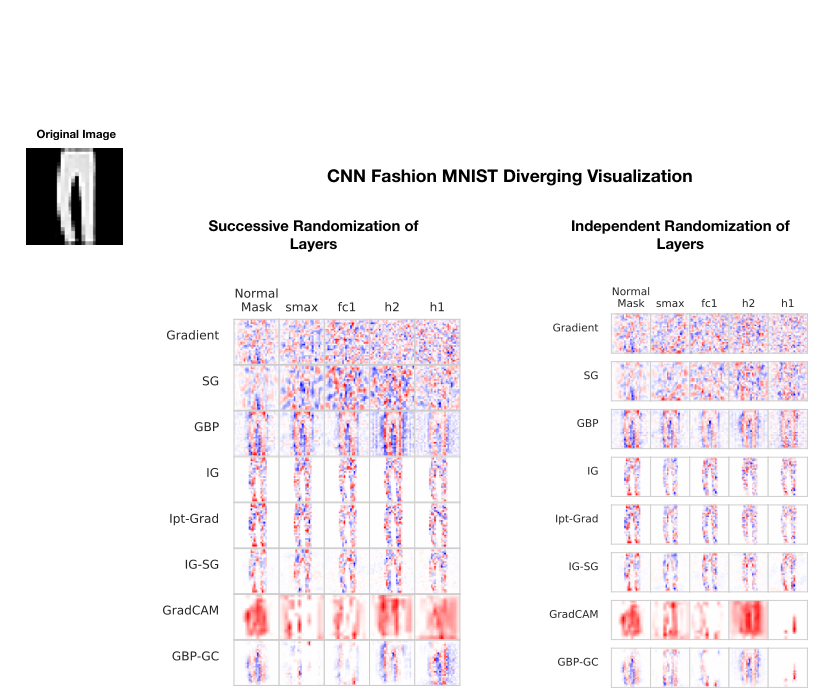 Original Image
CNN Fashion MNIST Diverging Visualization
Successive Randomization of
Layers
Normal
Mask smax fc1 h2 h1
Gradient
SG
GBP
IG
Ipt-Grad
IG-SG
GradCAM
GBP-GC
Independent Randomization of
Layers
Normal
Mask smax fc1 h2 h1
Gradient
SG
GBP
IG
Ipt-Grad
IG-SG
GradCAM
GBP-GC